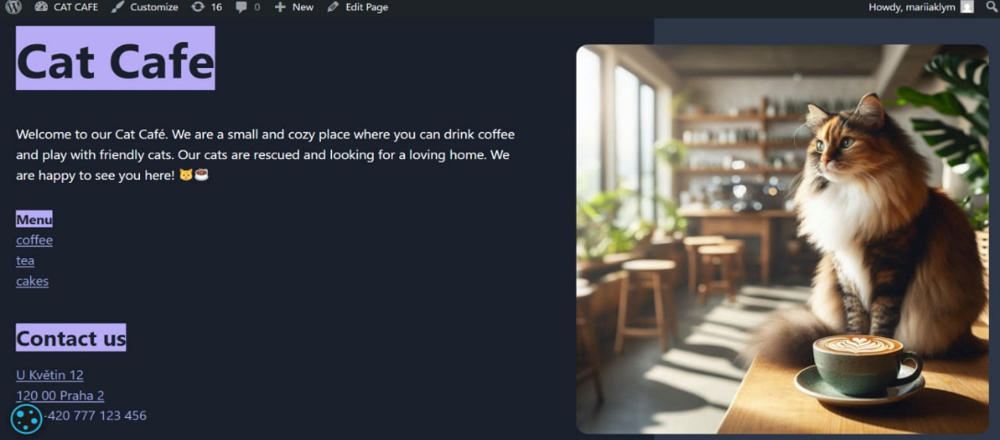 CAT CAFE Customize 16 0 New Edit Page Howdy, mariiaklym
Cat Cafe
Welcome to our Cat Café. We are a small and cozy place where you can drink coffee
and play with friendly cats. Our cats are rescued and looking for a loving home. We
are happy to see you here! 🐱☕
Menu
coffee
tea
cakes
Contact us
U Květin 12
120 00 Praha 2
420 777 123 456